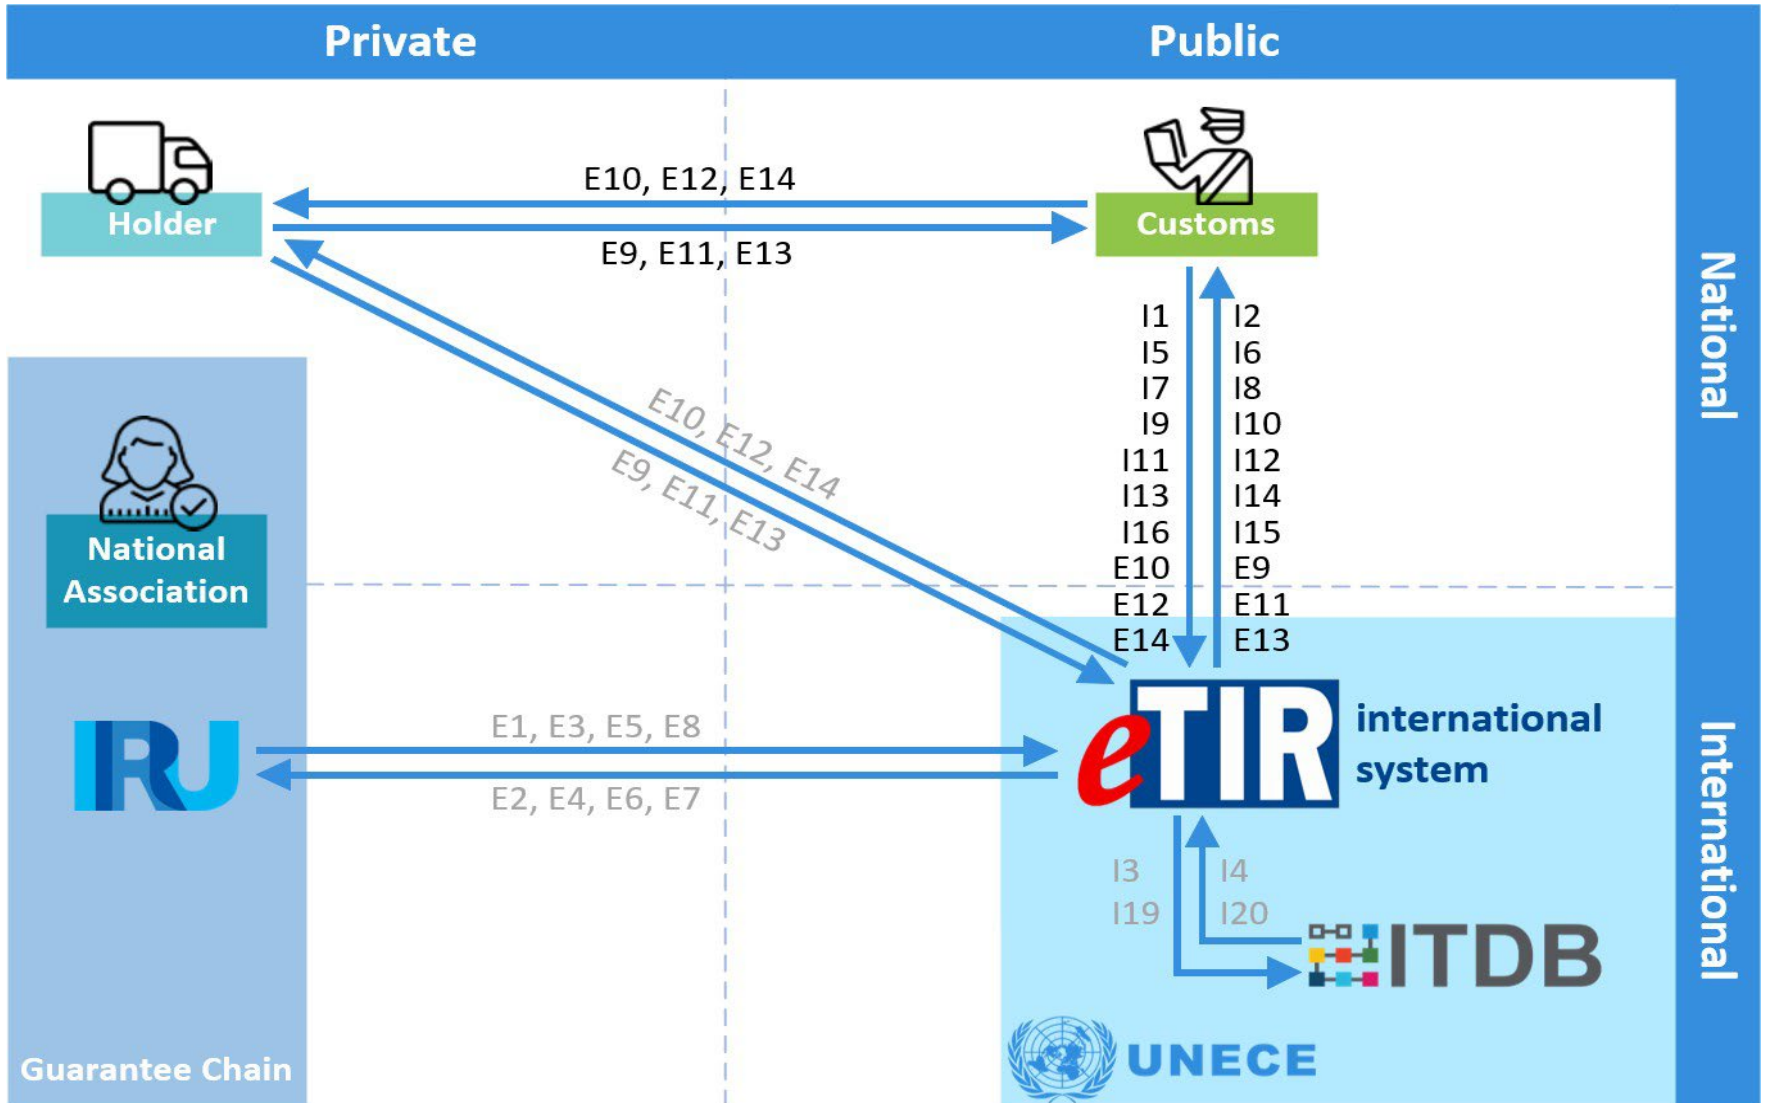 Private
Public
National
International
E10, E12, E14
Holder
Customs
E9, E11, E13
I1
I5
I7
I9
I11
I13
I16
E10
E12
E14
I2
I6
I8
I10
I12
I14
I15
E9
E11
E13
E10, E12, E14
E9, E11, E13
National
Association
IRU
E1, E3, E5, E8
E2, E4, E6, E7
eTIR
international
system
I3
I19
I4
I20
ITDB
Guarantee Chain
UNECE